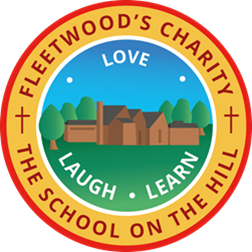 FLEETWOOD'S CHARITY
LOVE
LAUGH • LEARN
THE SCHOOL ON THE HILL